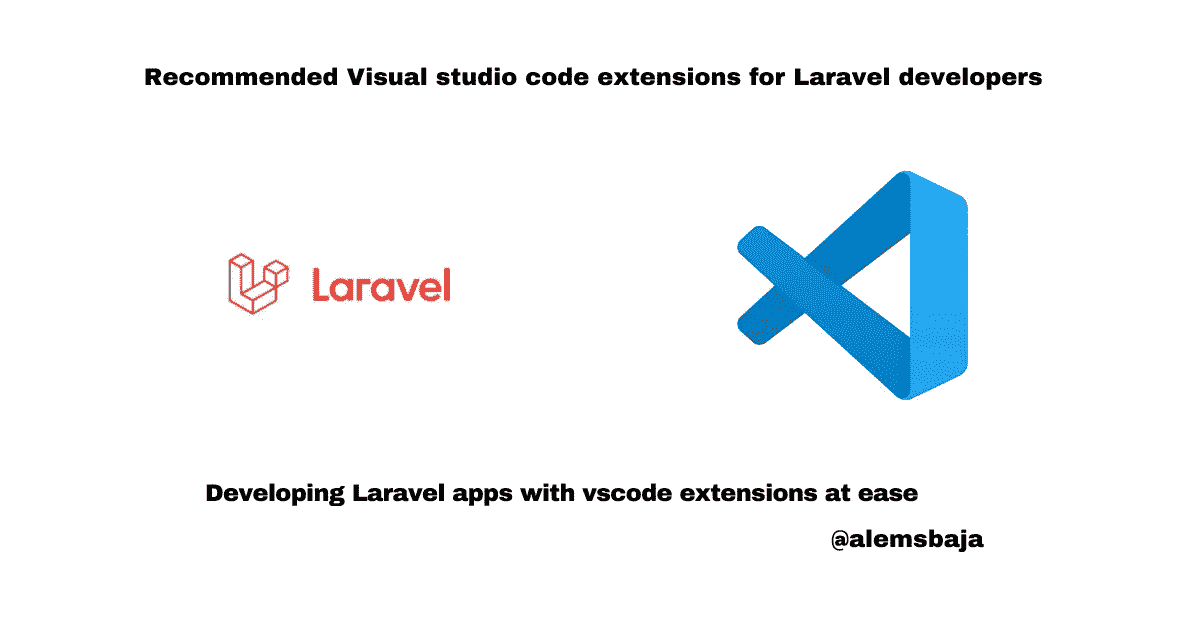 Recommended Visual studio code extensions for Laravel developers
Laravel
Developing Laravel apps with vscode extensions at ease
@alemsbaja